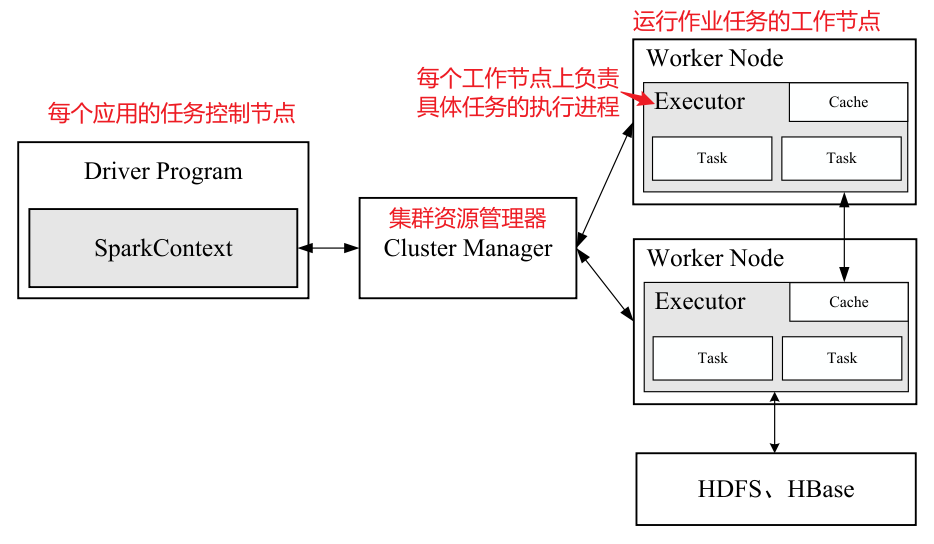 运行作业任务的工作节点
Worker Node
每个工作节点上负责
具体任务的执行进程
Executor
Cache
Task
Task
每个应用的任务控制节点
Driver Program
SparkContext
集群资源管理器
Cluster Manager
Worker Node
Executor
Cache
Task
Task
HDFS、HBase